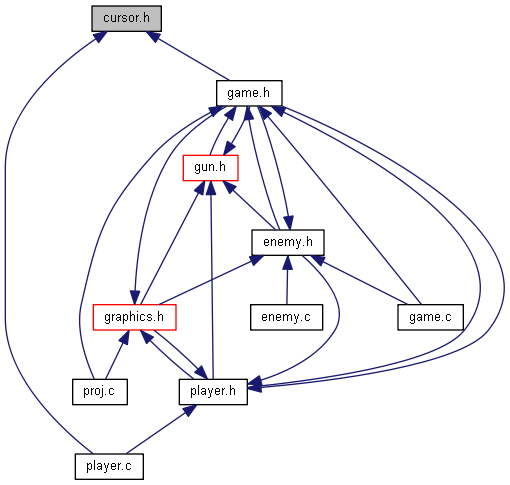 cursor.h
game.h
gun.h
enemy.h
graphics.h
enemy.c
game.c
proj.c
player.h
player.c